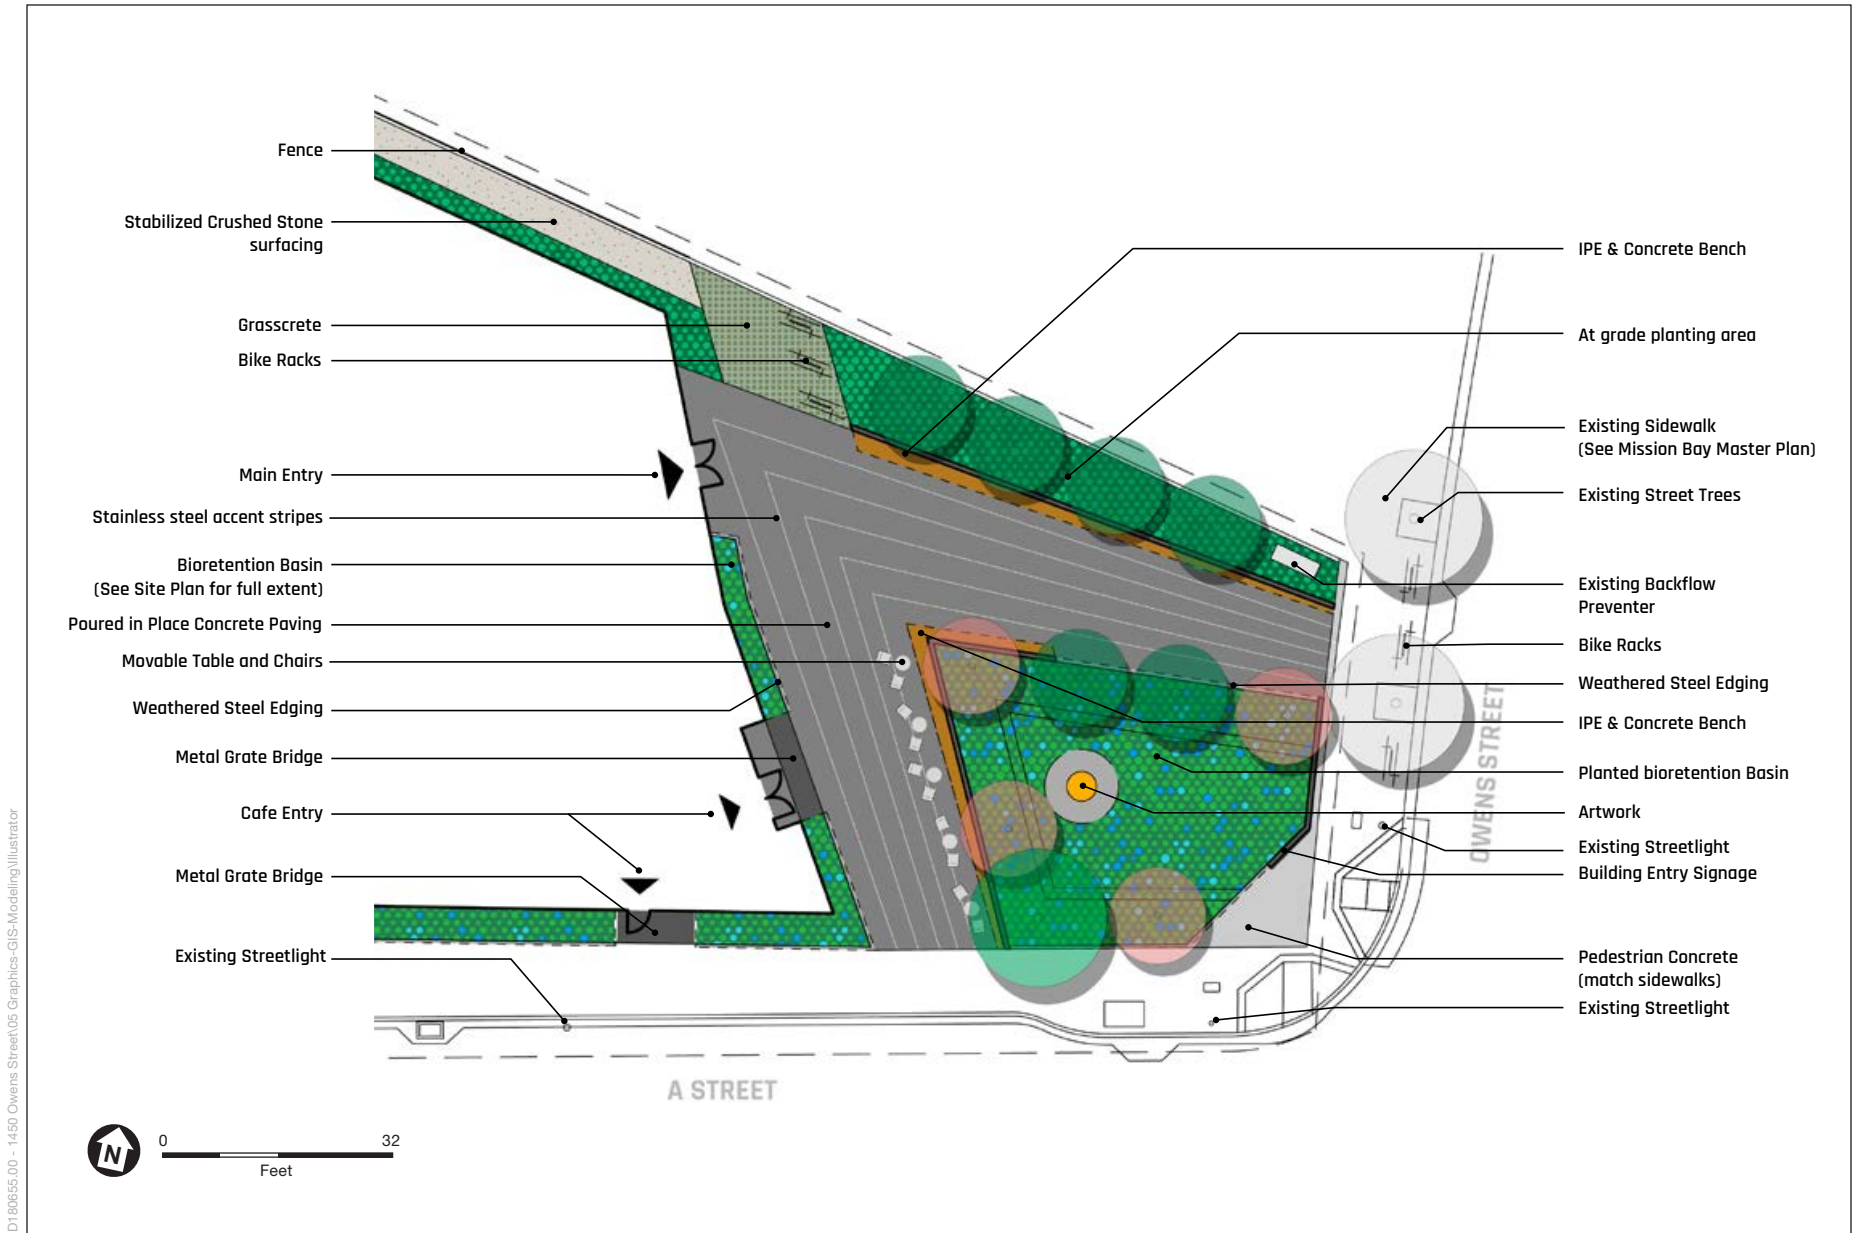 Fence
Stabilized Crushed Stone
surfacing
Grasscrete
Bike Racks
Main Entry
Stainless steel accent stripes
Bioretention Basin
(See Site Plan for full extent)
Poured in Place Concrete Paving
Movable Table and Chairs
Weathered Steel Edging
Metal Grate Bridge
Cafe Entry
Metal Grate Bridge
Existing Streetlight
IPE & Concrete Bench
At grade planting area
Existing Sidewalk
(See Mission Bay Master Plan)
Existing Street Trees
Existing Backflow
Preventer
Bike Racks
Weathered Steel Edging
IPE & Concrete Bench
Planted bioretention Basin
Artwork
Existing Streetlight
Building Entry Signage
Pedestrian Concrete
(match sidewalks)
Existing Streetlight
OWENS STREET
A STREET
N
0 32
Feet
D180655.00 - 1450 Owens Street\05 Graphics-GIS-Modeling\Illustrator